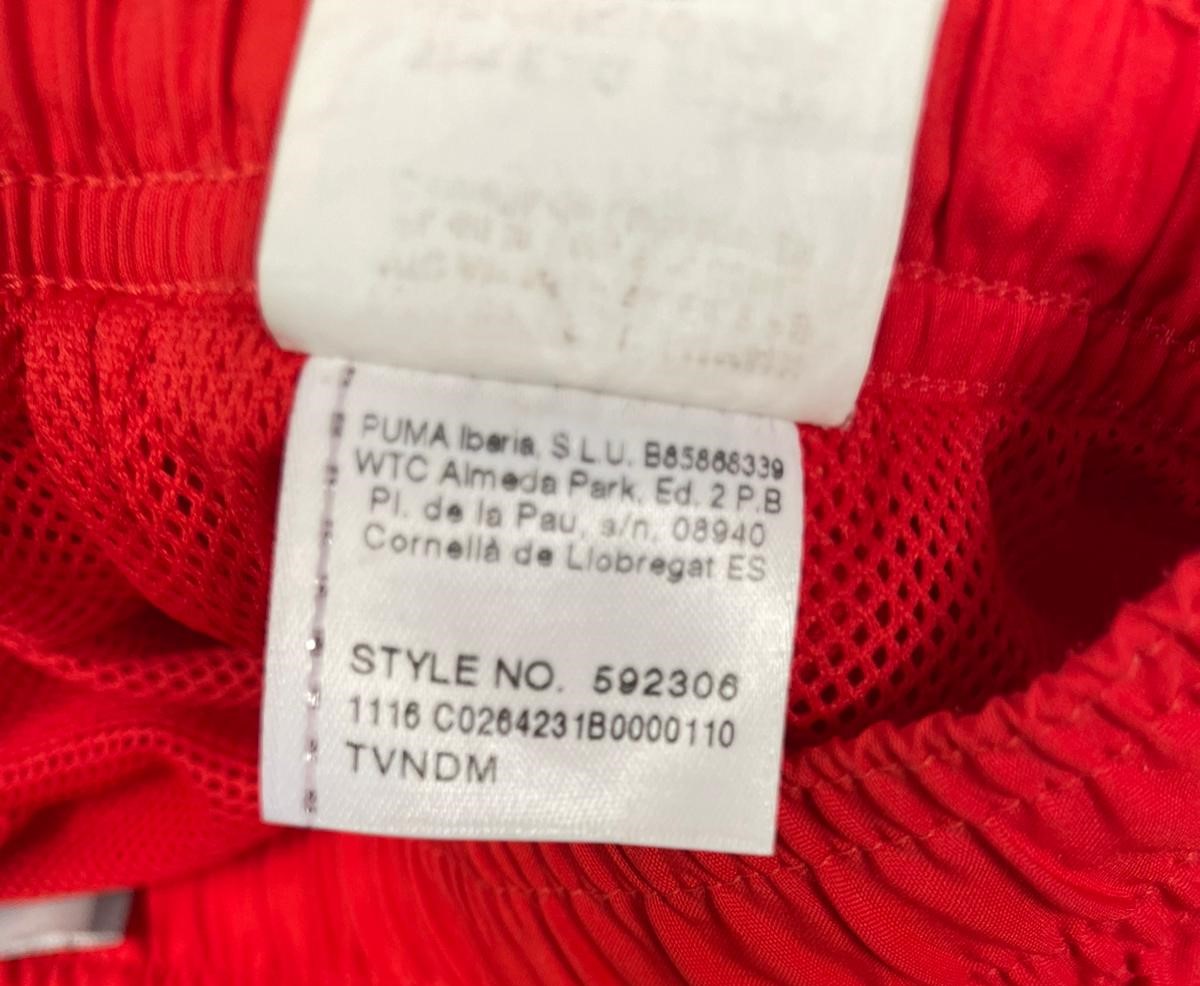 PUMA Iberia, S.L.U. B65868339
WTC Almeda Park, Ed. 2 P.B
Pl. de la Pau, s/n, 08940
Cornellà de Llobregat ES
STYLE NO. 592306
1116 C0264231B0000110
TVNDM